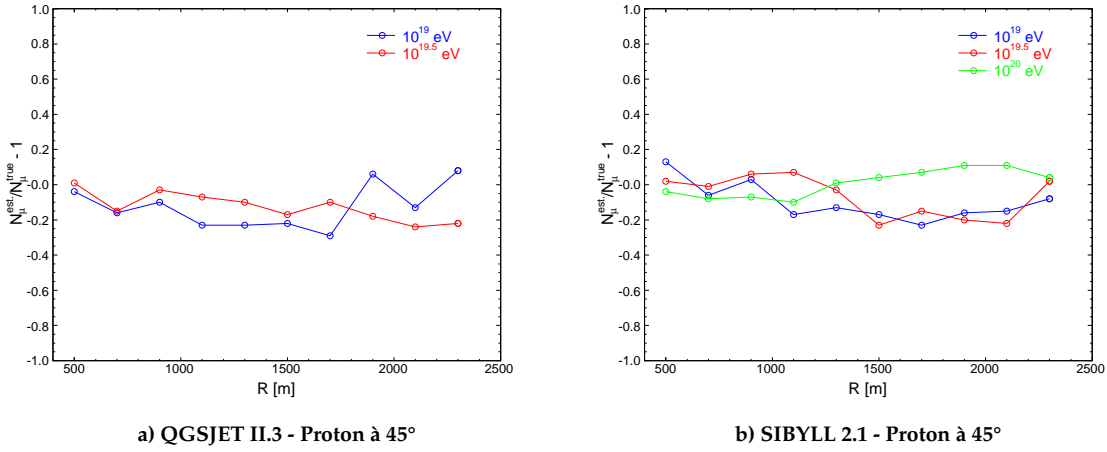 1.0
0.8
0.6
0.4
0.2
-0.0
-0.2
-0.4
-0.6
-0.8
-1.0
N_μ^est./N_μ^true - 1
10^19 eV
10^19.5 eV
500 1000 1500 2000 2500
R [m]
a) QGSJET II.3 - Proton à 45°
1.0
0.8
0.6
0.4
0.2
-0.0
-0.2
-0.4
-0.6
-0.8
-1.0
N_μ^est./N_μ^true - 1
10^19 eV
10^19.5 eV
10^20 eV
500 1000 1500 2000 2500
R [m]
b) SIBYLL 2.1 - Proton à 45°